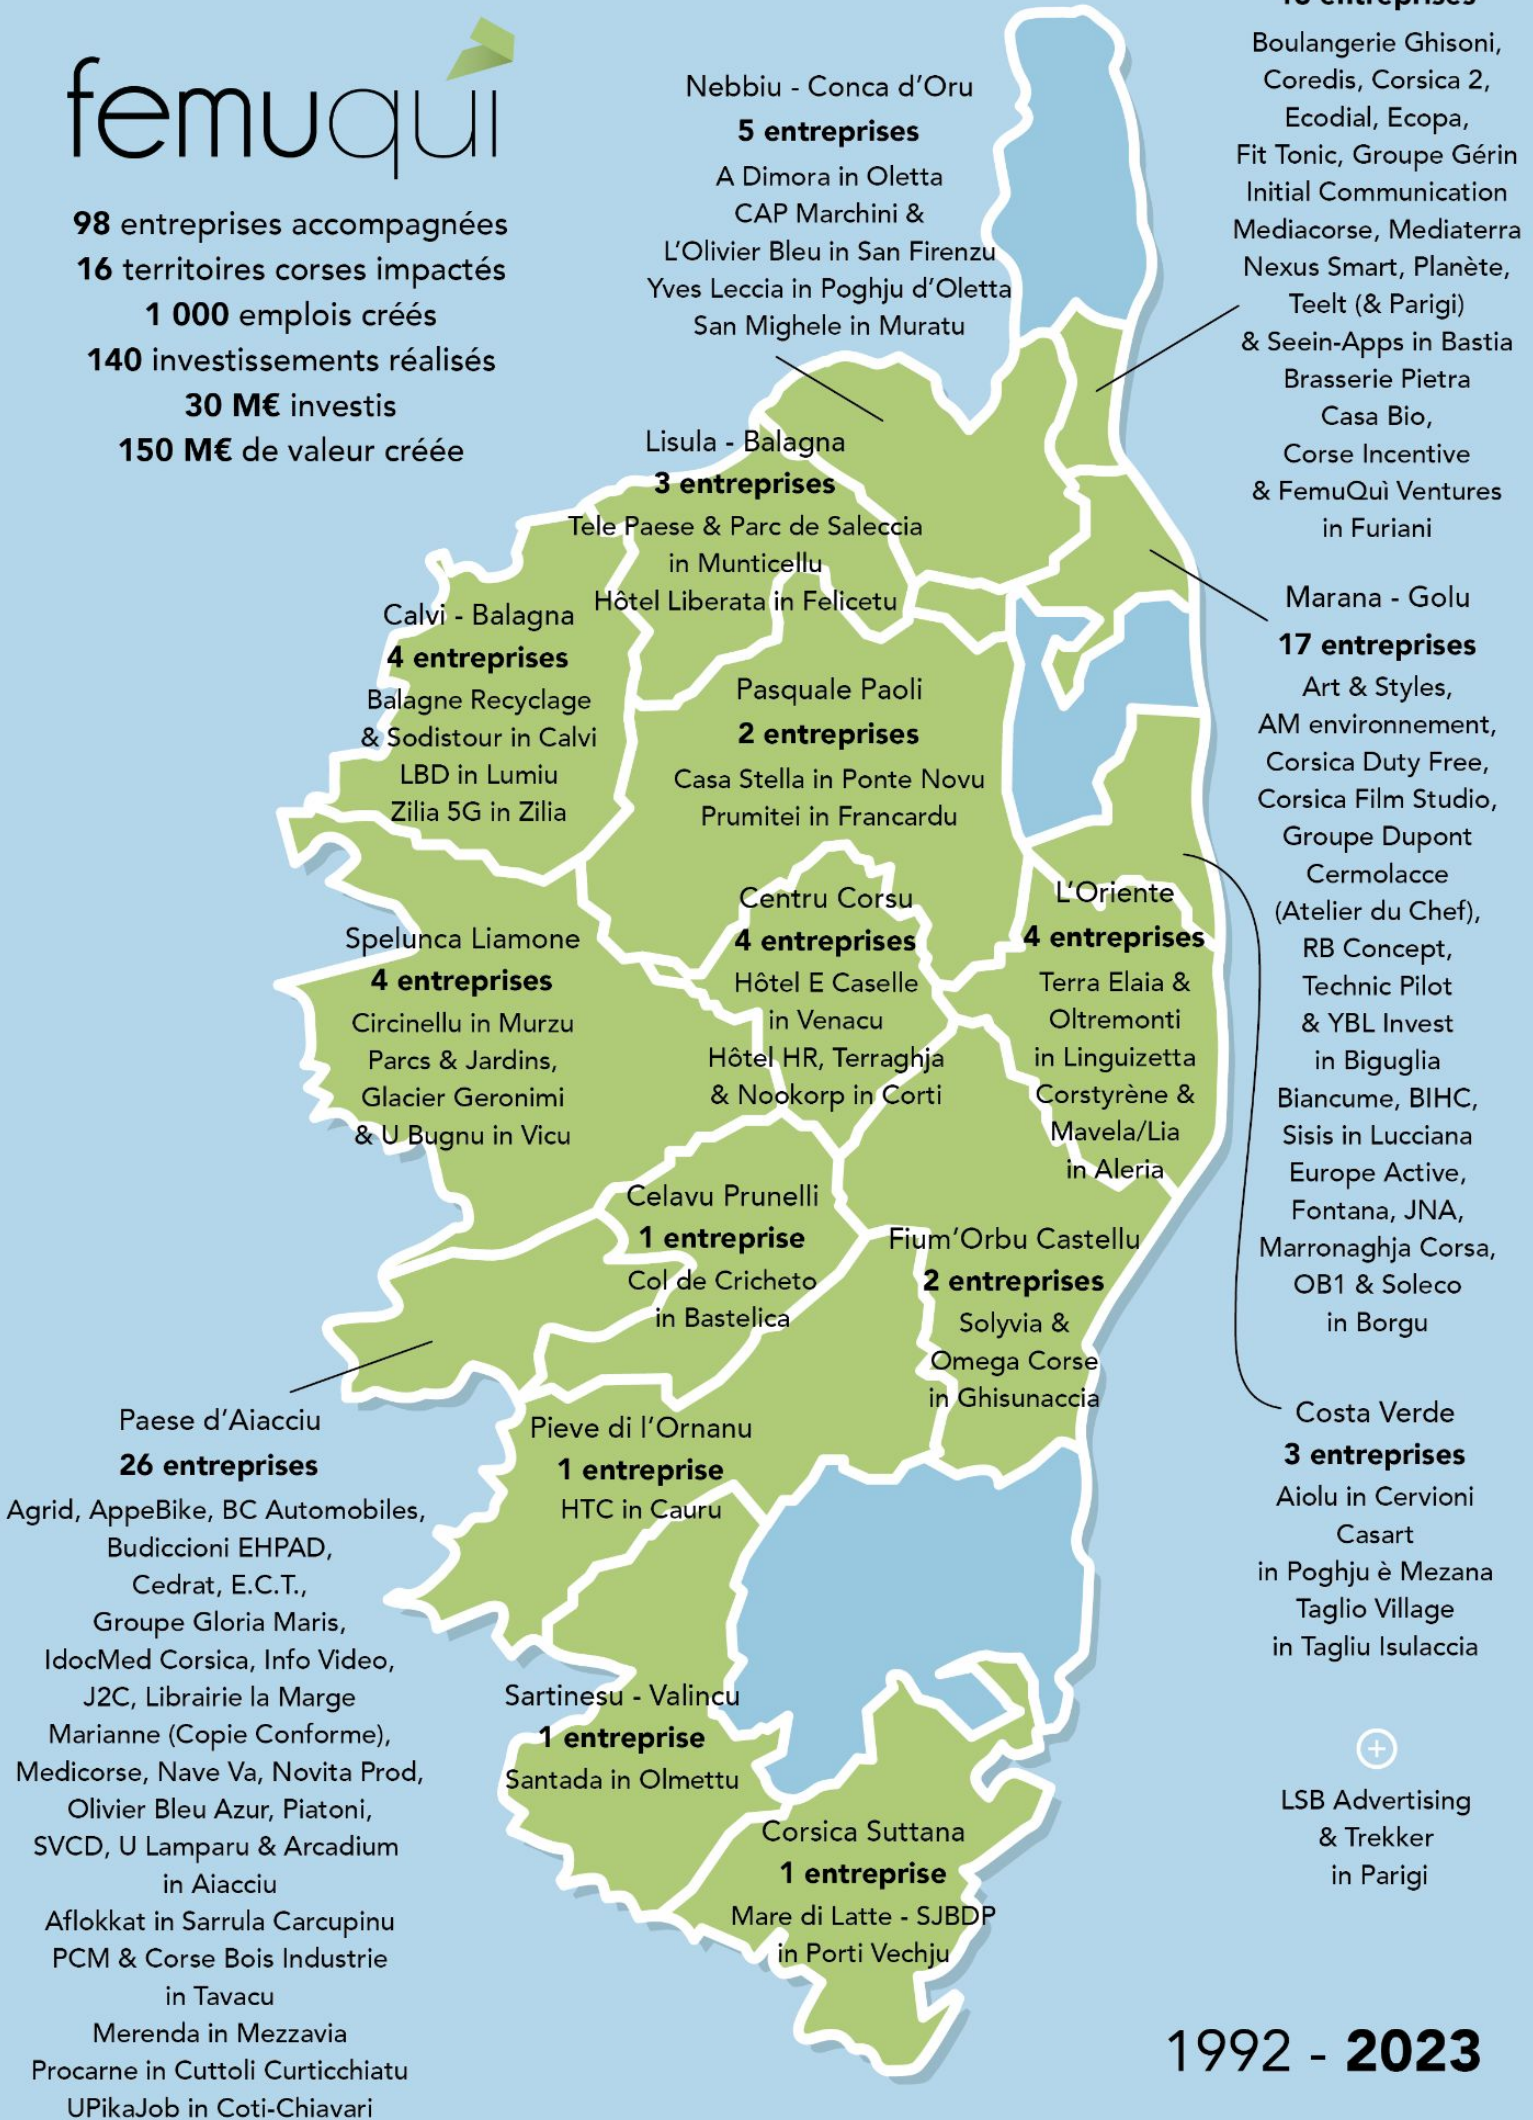 femuquì
98 entreprises accompagnées
16 territoires corses impactés
1 000 emplois créés
140 investissements réalisés
30 M€ investis
150 M€ de valeur créée
Nebbiu - Conca d'Oru
5 entreprises
A Dimora in Oletta
CAP Marchini &
L'Olivier Bleu in San Firenzu
Yves Leccia in Poghju d'Oletta
San Mighele in Muratu
entreprises
Boulangerie Ghisoni,
Coredis, Corsica 2,
Ecodial, Ecopa,
Fit Tonic, Groupe Gérin
Initial Communication
Mediacorse, Mediaterra
Nexus Smart, Planète,
Teelt (& Parigi)
& Seein-Apps in Bastia
Brasserie Pietra
Casa Bio,
Corse Incentive
& FemuQuì Ventures
in Furiani
Lisula - Balagna
3 entreprises
Tele Paese & Parc de Saleccia
in Munticellu
Hôtel Liberata in Felicetu
Calvi - Balagna
4 entreprises
Balagne Recyclage
& Sodistour in Calvi
LBD in Lumiu
Zilia 5G in Zilia
Pasquale Paoli
2 entreprises
Casa Stella in Ponte Novu
Prumitei in Francardu
Marana - Golu
17 entreprises
Art & Styles,
AM environnement,
Corsica Duty Free,
Corsica Film Studio,
Groupe Dupont
Cermolacce
(Atelier du Chef),
RB Concept,
Technic Pilot
& YBL Invest
in Biguglia
Biancume, BIHC,
Sisis in Lucciana
Europe Active,
Fontana, JNA,
Marronaghja Corsa,
OB1 & Soleco
in Borgu
Centru Corsu
4 entreprises
Hôtel E Caselle
in Venacu
Hôtel HR, Terraghja
& Nookorp in Corti
L'Oriente
4 entreprises
Terra Elaia &
Oltremonti
in Linguizetta
Corstyrène &
Mavela/Lia
in Aleria
Spelunca Liamone
4 entreprises
Circinellu in Murzu
Parcs & Jardins,
Glacier Geronimi
& U Bugnu in Vicu
Celavu Prunelli
1 entreprise
Col de Cricheto
in Bastelica
Fium'Orbu Castellu
2 entreprises
Solyvia &
Omega Corse
in Ghisunaccia
Paese d'Aiacciu
26 entreprises
Agrid, AppeBike, BC Automobiles,
Budiccioni EHPAD,
Cedrat, E.C.T.,
Groupe Gloria Maris,
IdocMed Corsica, Info Video,
J2C, Librairie la Marge
Marianne (Copie Conforme),
Medicorse, Nave Va, Novita Prod,
Olivier Bleu Azur, Piatoni,
SVCD, U Lamparu & Arcadium
in Aiacciu
Aflokkat in Sarrula Carcupinu
PCM & Corse Bois Industrie
in Tavacu
Merenda in Mezzavia
Procarne in Cuttoli Curticchiatu
UPikaJob in Coti-Chiavari
Pieve di l'Ornanu
1 entreprise
HTC in Cauru
Costa Verde
3 entreprises
Aiolu in Cervioni
Casart
in Poghju è Mezana
Taglio Village
in Tagliu Isulaccia
Sartinesu - Valincu
1 entreprise
Santada in Olmettu
Corsica Suttana
1 entreprise
Mare di Latte - SJBDP
in Porti Vechju
+
LSB Advertising
& Trekker
in Parigi
1992 - 2023